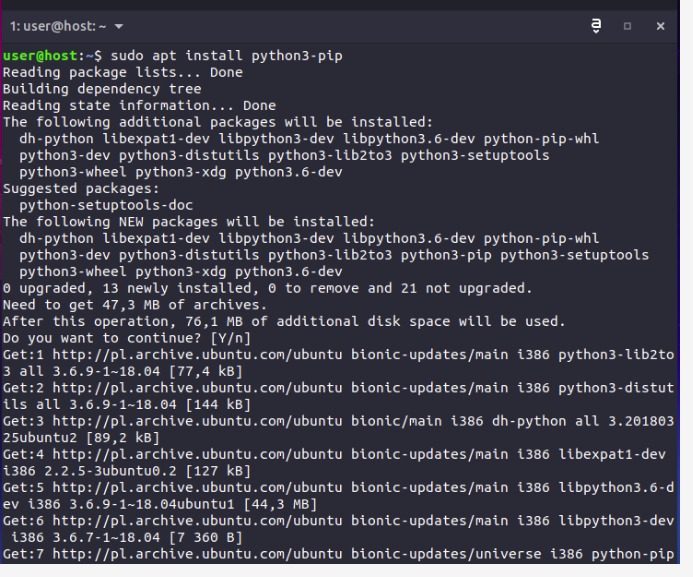 1: user@host: ~
user@host:~$ sudo apt install python3-pip
Reading package lists... Done
Building dependency tree
Reading state information... Done
The following additional packages will be installed:
  dh-python libexpat1-dev libpython3-dev libpython3.6-dev python-pip-whl
  python3-dev python3-distutils python3-lib2to3 python3-setuptools
  python3-wheel python3-xdg python3.6-dev
Suggested packages:
  python-setuptools-doc
The following NEW packages will be installed:
  dh-python libexpat1-dev libpython3-dev libpython3.6-dev python-pip-whl
  python3-dev python3-distutils python3-lib2to3 python3-pip python3-setuptools
  python3-wheel python3-xdg python3.6-dev
0 upgraded, 13 newly installed, 0 to remove and 21 not upgraded.
Need to get 47,3 MB of archives.
After this operation, 76,1 MB of additional disk space will be used.
Do you want to continue? [Y/n]
Get:1 http://pl.archive.ubuntu.com/ubuntu bionic-updates/main i386 python3-lib2to
3 all 3.6.9-1~18.04 [77,4 kB]
Get:2 http://pl.archive.ubuntu.com/ubuntu bionic-updates/main i386 python3-distut
ils all 3.6.9-1~18.04 [144 kB]
Get:3 http://pl.archive.ubuntu.com/ubuntu bionic/main i386 dh-python all 3.201803
25ubuntu2 [89,2 kB]
Get:4 http://pl.archive.ubuntu.com/ubuntu bionic-updates/main i386 libexpat1-dev
i386 2.2.5-3ubuntu0.2 [127 kB]
Get:5 http://pl.archive.ubuntu.com/ubuntu bionic-updates/main i386 libpython3.6-d
ev i386 3.6.9-1~18.04ubuntu1 [44,3 MB]
Get:6 http://pl.archive.ubuntu.com/ubuntu bionic-updates/main i386 libpython3-dev
 i386 3.6.7-1~18.04 [7 360 B]
Get:7 http://pl.archive.ubuntu.com/ubuntu bionic-updates/universe i386 python-pip